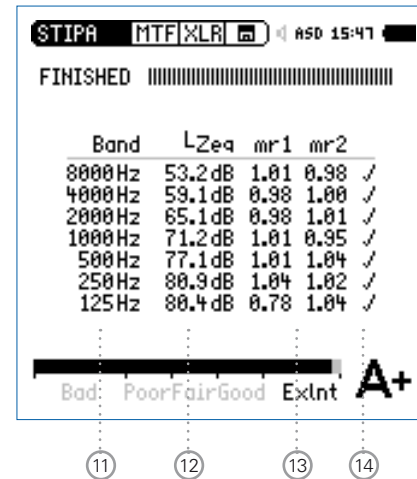 STIPA MTF XLR ASD 15:47
FINISHED
Band LZeq mr1 mr2
8000Hz 53.2dB 1.01 0.98 ✓
4000Hz 59.1dB 0.98 1.00 ✓
2000Hz 65.1dB 0.98 1.01 ✓
1000Hz 71.2dB 1.01 0.95 ✓
500Hz 77.1dB 1.01 1.04 ✓
250Hz 80.9dB 1.04 1.02 ✓
125Hz 80.4dB 0.78 1.04 ✓
Bad Poor Fair Good Exlnt A+
11 12 13 14